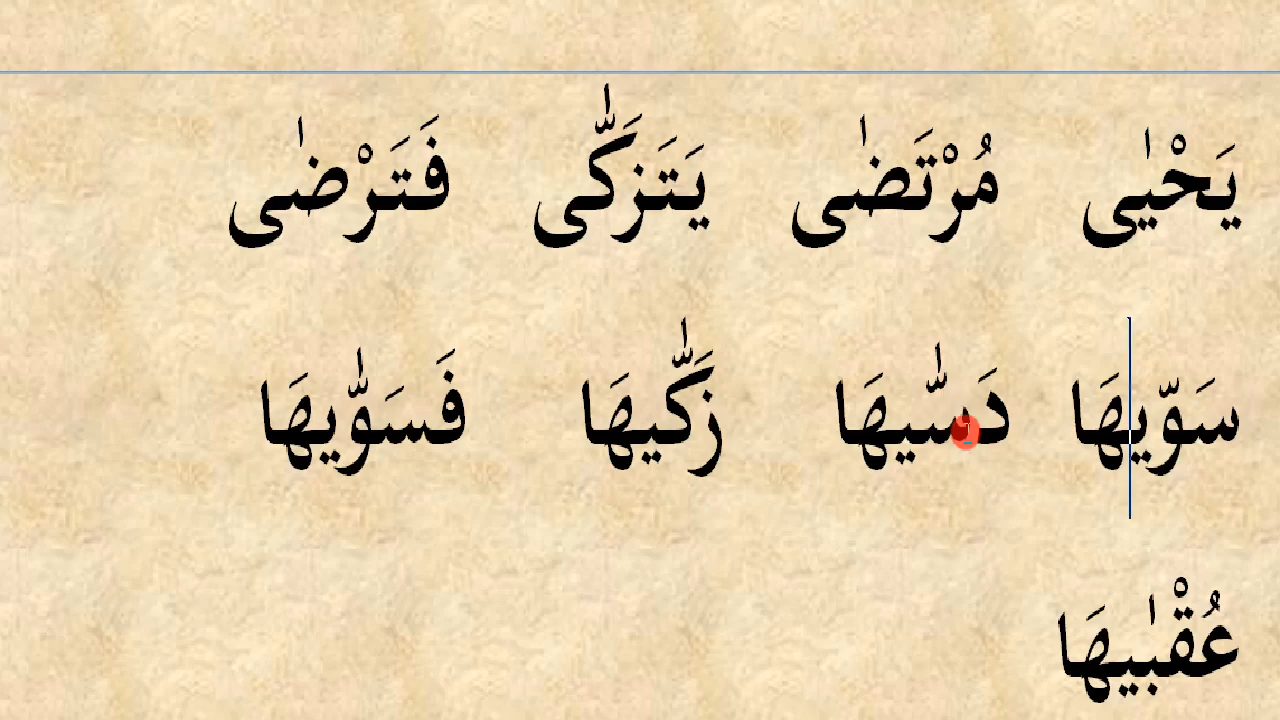 يَحْيٰى مُرْتَضٰى يَتَزَكّٰى فَتَرْضٰى
سَوّيهَا دَسّٰيهَا زَكّٰيهَا فَسَوّٰيهَا
عُقْبٰيهَا